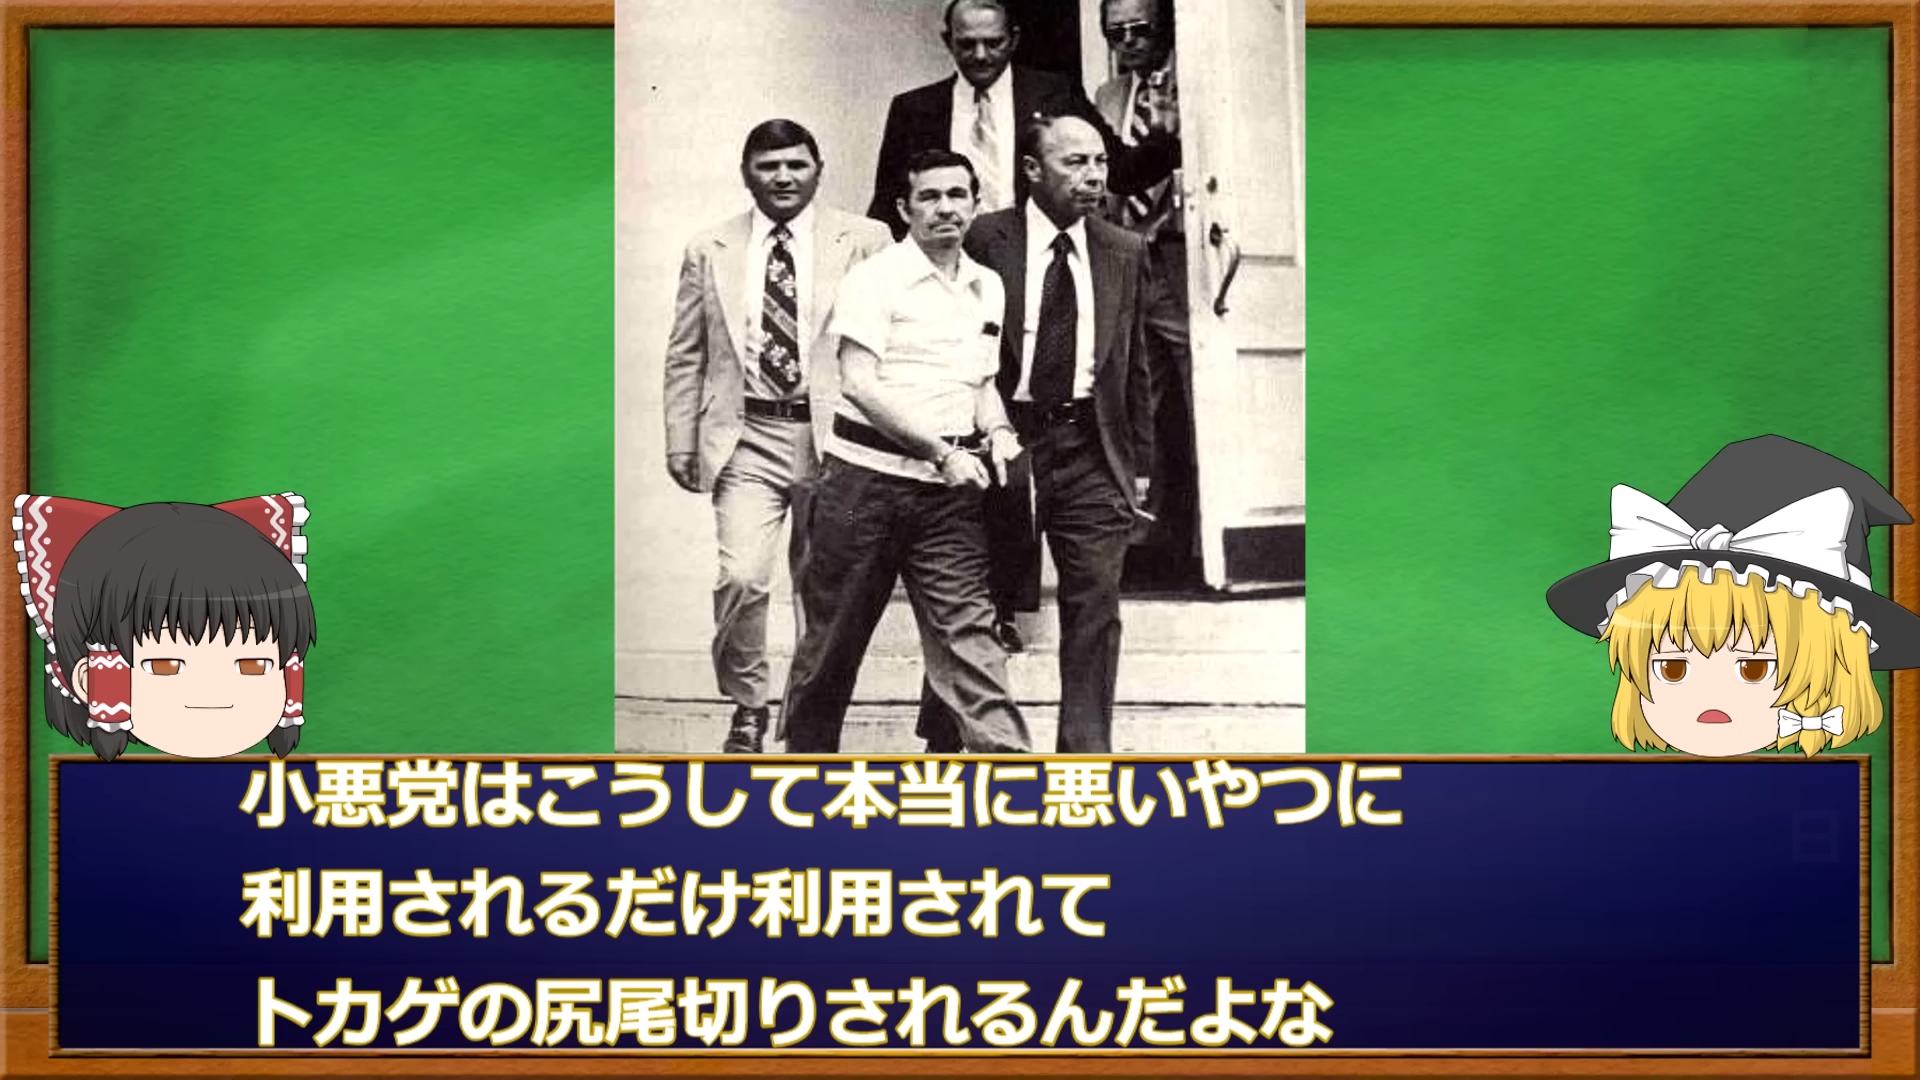 小悪党はこうして本当に悪いやつに
利用されるだけ利用されて
トカゲの尻尾切りされるんだよな